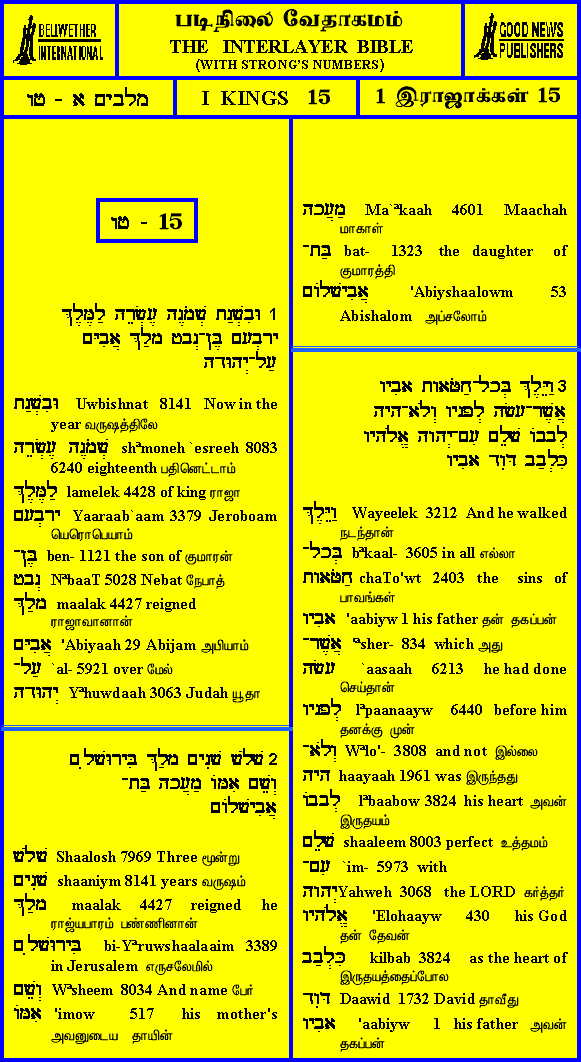 BELLWETHER
INTERNATIONAL
படிநிலை வேதாகமம்
THE INTERLAYER BIBLE
(WITH STRONG'S NUMBERS)
GOOD NEWS
PUBLISHERS
מלכים א - טו
I KINGS 15
1 இராஜாக்கள் 15
טו - 15
1 וּבִשְׁנַת שְׁמֹנֶה עֶשְׂרֵה לַמֶּלֶךְ
יָרָבְעָם בֶּן־נְבָט מָלַךְ אֲבִיָּם
עַל־יְהוּדָה
וּבִשְׁנַת Uwbishnat 8141 Now in the
year வருஷத்திலே
שְׁמֹנֶה עֶשְׂרֵה shªmoneh `esreeh 8083
6240 eighteenth பதினெட்டாம்
לַמֶּלֶךְ lamelek 4428 of king ராஜா
יָרָבְעָם Yaaraab`aam 3379 Jeroboam
யெரொபெயாம்
בֶּן־ ben- 1121 the son of குமாரன்
נְבָט NªbaaT 5028 Nebat நேபாத்
מָלַךְ maalak 4427 reigned
ராஜாவானான்
אֲבִיָּם 'Abiyaah 29 Abijam அபியாம்
עַל־ `al- 5921 over மேல்
יְהוּדָה Yªhuwdaah 3063 Judah யூதா
2 שָׁלֹשׁ שָׁנִים מָלַךְ בִּירוּשָׁלִָם
וְשֵׁם אִמּוֹ מַעֲכָה בַּת־
אֲבִישָׁלוֹם
שָׁלֹשׁ Shaalosh 7969 Three மூன்று
שָׁנִים shaaniym 8141 years வருஷம்
מָלַךְ maalak 4427 reigned he
ராஜ்யபாரம் பண்ணினான்
בִּירוּשָׁלִָם bi-Yªruwshaalaaim 3389
in Jerusalem எருசலேமில்
וְשֵׁם Wªsheem 8034 And name பேர்
אִמּוֹ 'imow 517 his mother's
அவனுடைய தாயின்
מַעֲכָה Ma`ªkaah 4601 Maachah
மாகாள்
בַּת־ bat- 1323 the daughter of
குமாரத்தி
אֲבִישָׁלוֹם 'Abiyshaalowm 53
Abishalom அப்சலோம்
3 וַיֵּלֶךְ בְּכָל־חַטֹּאות אָבִיו
אֲשֶׁר־עָשָׂה לְפָנָיו וְלֹא־הָיָה
לְבָבוֹ שָׁלֵם עִם־יְהוָה אֱלֹהָיו
כִּלְבַב דָּוִד אָבִיו
וַיֵּלֶךְ Wayeelek 3212 And he walked
நடந்தான்
בְּכָל־ bªkaal- 3605 in all எல்லா
חַטֹּאות chaTo'wt 2403 the sins of
பாவங்கள்
אָבִיו 'aabiyw 1 his father தன் தகப்பன்
אֲשֶׁר־ 'ªsher- 834 which அது
עָשָׂה `aasaah 6213 he had done
செய்தான்
לְפָנָיו lªpaanaayw 6440 before him
தனக்கு முன்
וְלֹא־ Wªlo'- 3808 and not இல்லை
הָיָה haayaah 1961 was இருந்தது
לְבָבוֹ lªbaabow 3824 his heart அவன்
இருதயம்
שָׁלֵם shaaleem 8003 perfect உத்தமம்
עִם־ `im- 5973 with
יְהוָה Yahweh 3068 the LORD கர்த்தர்
אֱלֹהָיו 'Elohaayw 430 his God
தன் தேவன்
כִּלְבַב kilbab 3824 as the heart of
இருதயத்தைப்போல
דָּוִד Daawid 1732 David தாவீது
אָבִיו 'aabiyw 1 his father அவன்
தகப்பன்